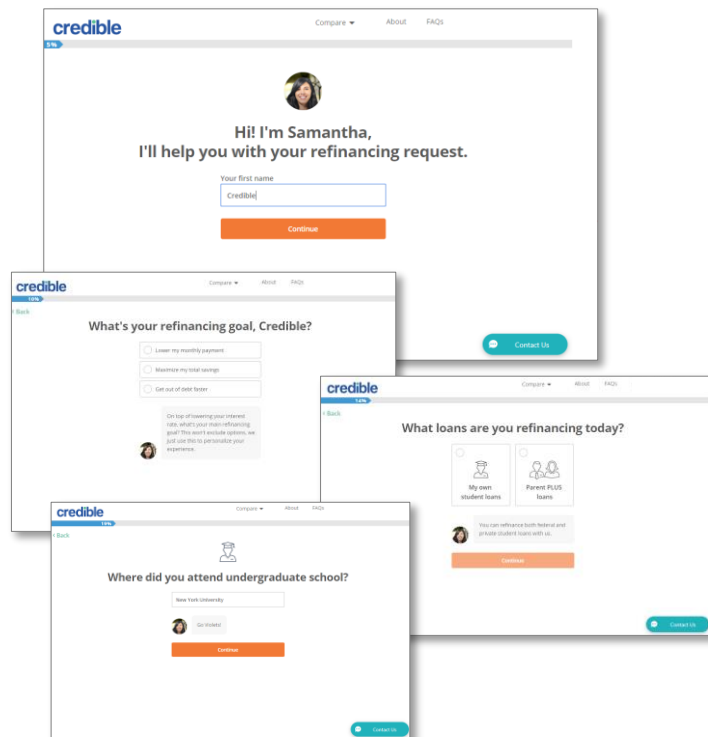 credible
Compare
About
FAQs
5%
Hi! I'm Samantha,
I'll help you with your refinancing request.
Your first name
Credible
Continue
Contact Us
credible
Compare
About
FAQs
10%
< Back
What's your refinancing goal, Credible?
Lower my monthly payment
Maximize my total savings
Get out of debt faster
On top of lowering your interest
rate, what's your main refinancing
goal? This won't exclude options, we
just use this to personalize your
experience.
credible
Compare
About
FAQs
14%
< Back
What loans are you refinancing today?
My own
student loans
Parent PLUS
loans
You can refinance both federal and
private student loans with us.
Continue
Contact Us
credible
Compare
About
FAQs
19%
< Back
Where did you attend undergraduate school?
New York University
Go Violets!
Continue
Contact Us